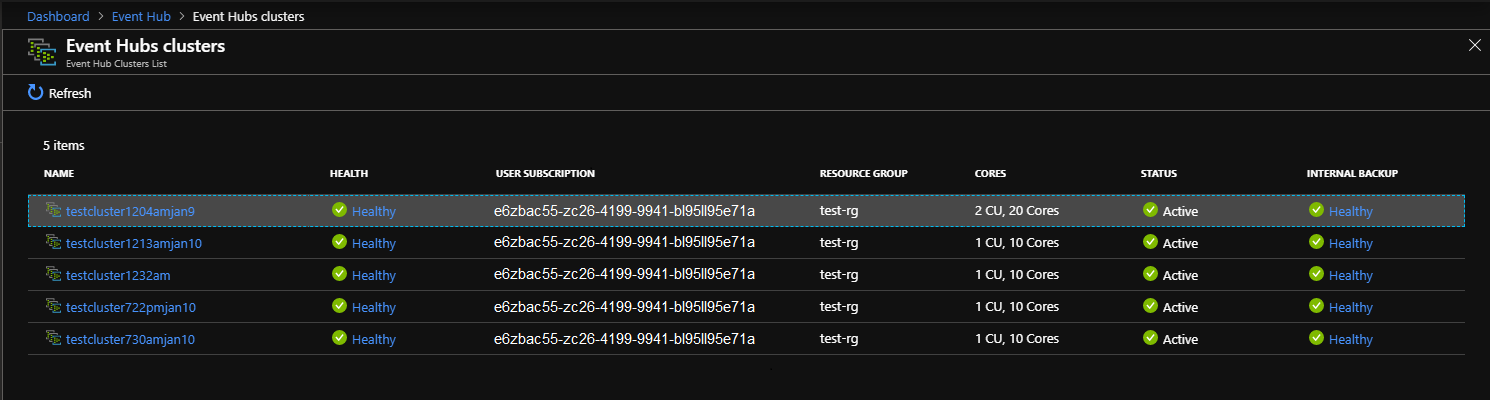 Dashboard > Event Hub > Event Hubs clusters
Event Hubs clusters
Event Hub Clusters List
Refresh
5 items
NAME HEALTH USER SUBSCRIPTION RESOURCE GROUP CORES STATUS INTERNAL BACKUP
testcluster1204amjan9 Healthy e6zbac55-zc26-4199-9941-bl95ll95e71a test-rg 2 CU, 20 Cores Active Healthy
testcluster1213amjan10 Healthy e6zbac55-zc26-4199-9941-bl95ll95e71a test-rg 1 CU, 10 Cores Active Healthy
testcluster1232am Healthy e6zbac55-zc26-4199-9941-bl95ll95e71a test-rg 1 CU, 10 Cores Active Healthy
testcluster722pmjan10 Healthy e6zbac55-zc26-4199-9941-bl95ll95e71a test-rg 1 CU, 10 Cores Active Healthy
testcluster730amjan10 Healthy e6zbac55-zc26-4199-9941-bl95ll95e71a test-rg 1 CU, 10 Cores Active Healthy